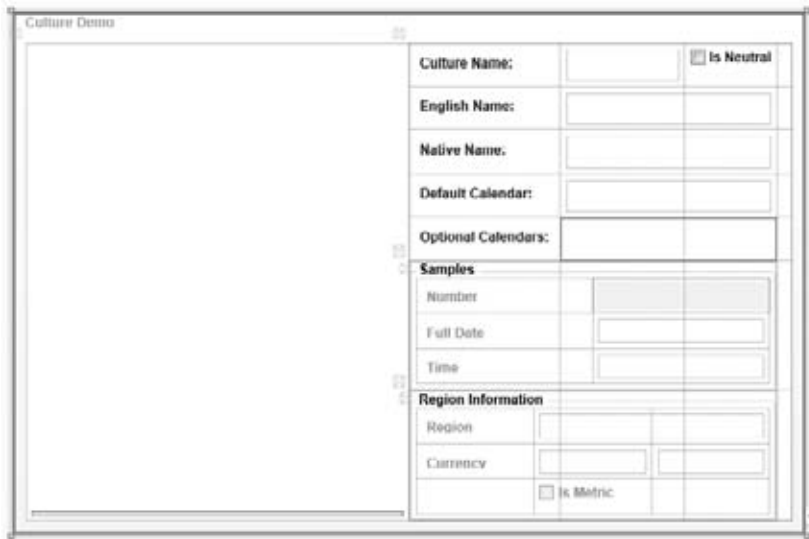 Culture Demo
Culture Name:
Is Neutral
English Name:
Native Name:
Default Calendar:
Optional Calendars:
Samples
Number
Full Date
Time
Region Information
Region
Currency
Is Metric